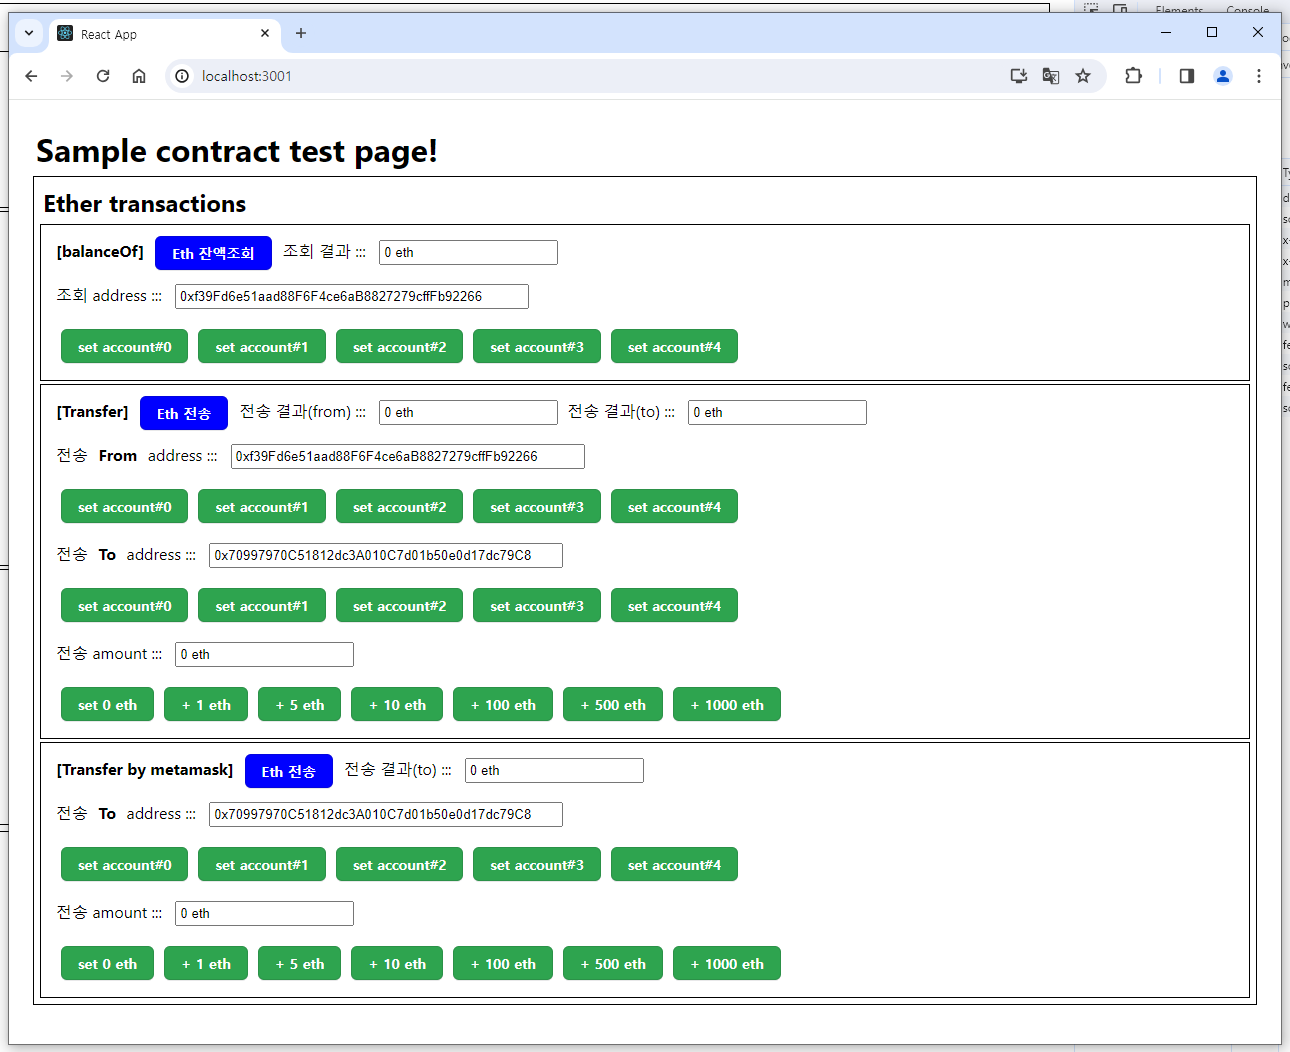 Elements Console
React App
localhost:3001
Sample contract test page!
Ether transactions
[balanceOf] Eth 잔액조회 조회 결과 ::: 0 eth
조회 address ::: 0xf39Fd6e51aad88F6F4ce6aB8827279cffFb92266
set account#0 set account#1 set account#2 set account#3 set account#4
[Transfer] Eth 전송 전송 결과(from) ::: 0 eth 전송 결과(to) ::: 0 eth
전송 From address ::: 0xf39Fd6e51aad88F6F4ce6aB8827279cffFb92266
set account#0 set account#1 set account#2 set account#3 set account#4
전송 To address ::: 0x70997970C51812dc3A010C7d01b50e0d17dc79C8
set account#0 set account#1 set account#2 set account#3 set account#4
전송 amount ::: 0 eth
set 0 eth + 1 eth + 5 eth + 10 eth + 100 eth + 500 eth + 1000 eth
[Transfer by metamask] Eth 전송 전송 결과(to) ::: 0 eth
전송 To address ::: 0x70997970C51812dc3A010C7d01b50e0d17dc79C8
set account#0 set account#1 set account#2 set account#3 set account#4
전송 amount ::: 0 eth
set 0 eth + 1 eth + 5 eth + 10 eth + 100 eth + 500 eth + 1000 eth